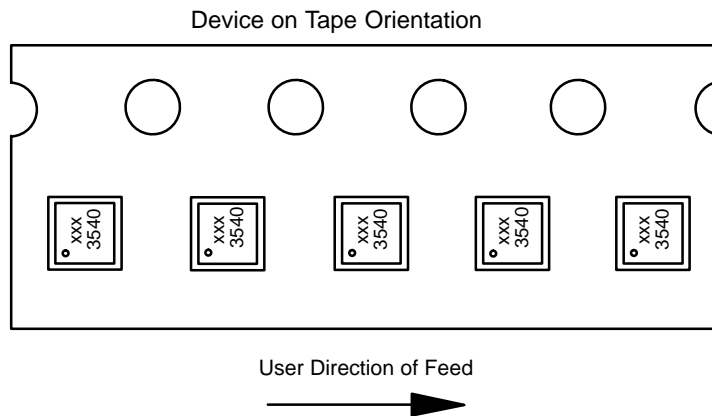 Device on Tape Orientation
xxx
3540
xxx
3540
xxx
3540
xxx
3540
xxx
3540
User Direction of Feed